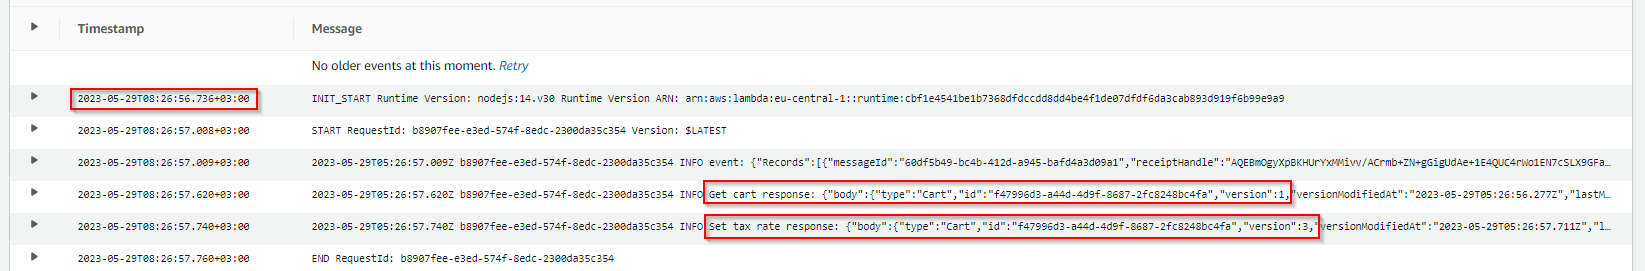 Timestamp Message
No older events at this moment. Retry
2023-05-29T08:26:56.736+03:00 INIT_START Runtime Version: nodejs:14.v30 Runtime Version ARN: arn:aws:lambda:eu-central-1::runtime:cbf1e4541be1b7368dfdccdd8dd4be4f1de07dfdf6da3cab893d919f6b99e9a9
2023-05-29T08:26:57.008+03:00 START RequestId: b8907fee-e3ed-574f-8edc-2300da35c354 Version: $LATEST
2023-05-29T08:26:57.009+03:00 2023-05-29T05:26:57.009Z b8907fee-e3ed-574f-8edc-2300da35c354 INFO event: {"Records":[{"messageId":"60df5b49-bc4b-412d-a945-bafd4a3d09a1","receiptHandle":"AQEBmOgyXpBKHUrYXMMivv/ACrmb+ZN+gGigUdAe+1E4QUC4rWo1EN7cSLX9GFa…
2023-05-29T08:26:57.620+03:00 2023-05-29T05:26:57.620Z b8907fee-e3ed-574f-8edc-2300da35c354 INFO Get cart response: {"body":{"type":"Cart","id":"f47996d3-a44d-4d9f-8687-2fc8248bc4fa","version":1,"versionModifiedAt":"2023-05-29T05:26:56.277Z","lastM…
2023-05-29T08:26:57.740+03:00 2023-05-29T05:26:57.740Z b8907fee-e3ed-574f-8edc-2300da35c354 INFO Set tax rate response: {"body":{"type":"Cart","id":"f47996d3-a44d-4d9f-8687-2fc8248bc4fa","version":3,"versionModifiedAt":"2023-05-29T05:26:57.711Z","l…
2023-05-29T08:26:57.760+03:00 END RequestId: b8907fee-e3ed-574f-8edc-2300da35c354